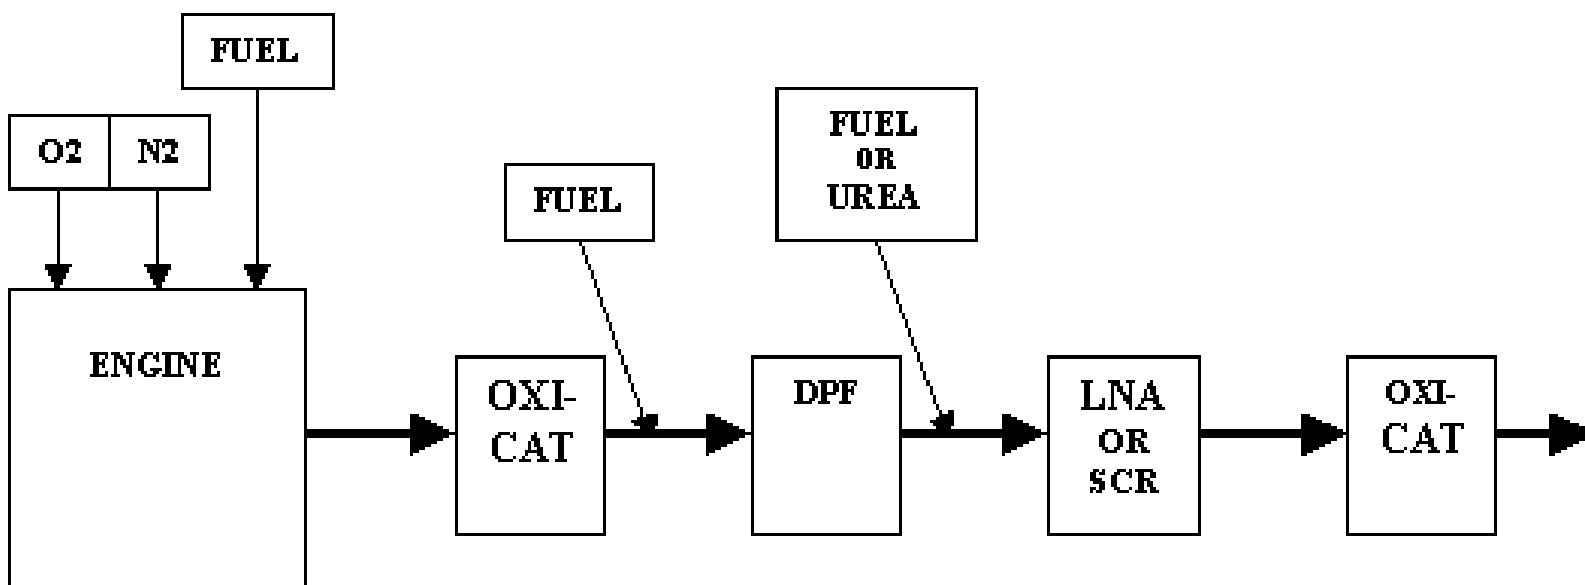 FUEL
O2 N2
FUEL
OR
UREA
FUEL
ENGINE
OXI-
CAT
DPF
LNA
OR
SCR
OXI-
CAT